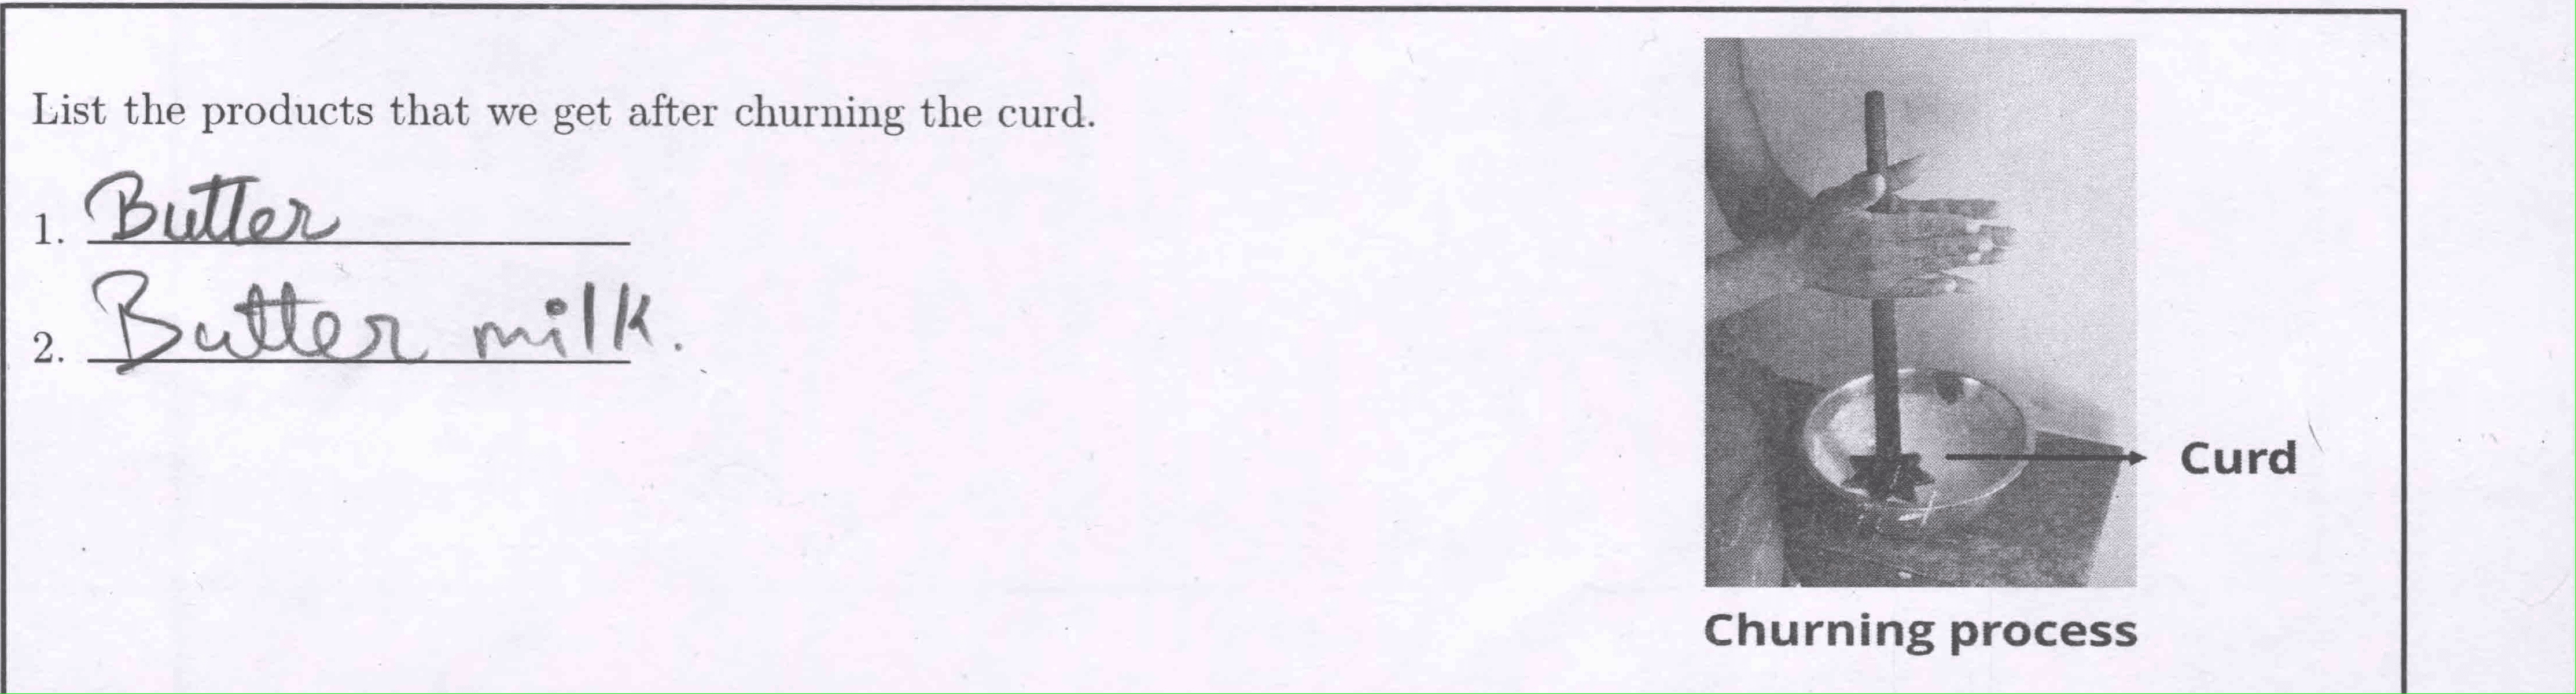 List the products that we get after churning the curd.
1. Butter
2. Butter milk.
Curd
Churning process